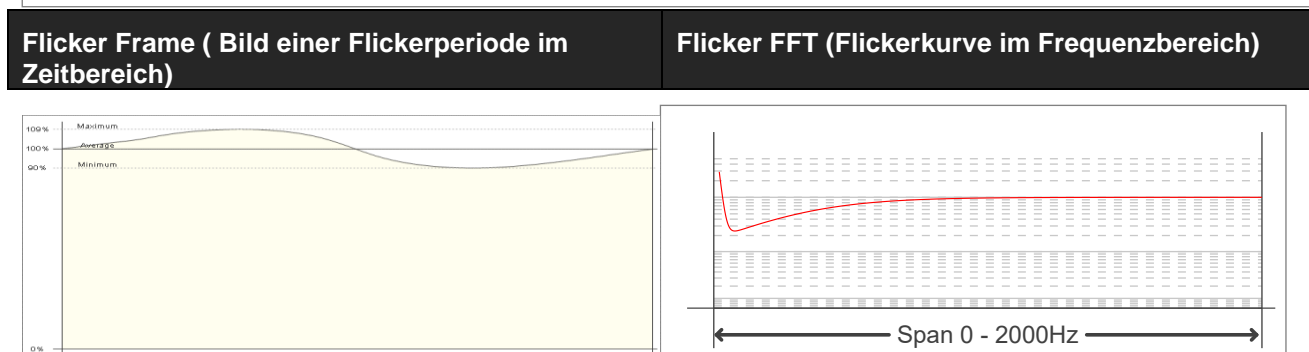 Flicker Frame ( Bild einer Flickerperiode im
Zeitbereich)
Flicker FFT (Flickerkurve im Frequenzbereich)
109%
Maximum
100%
Average
90%
Minimum
0%
Span 0 - 2000Hz